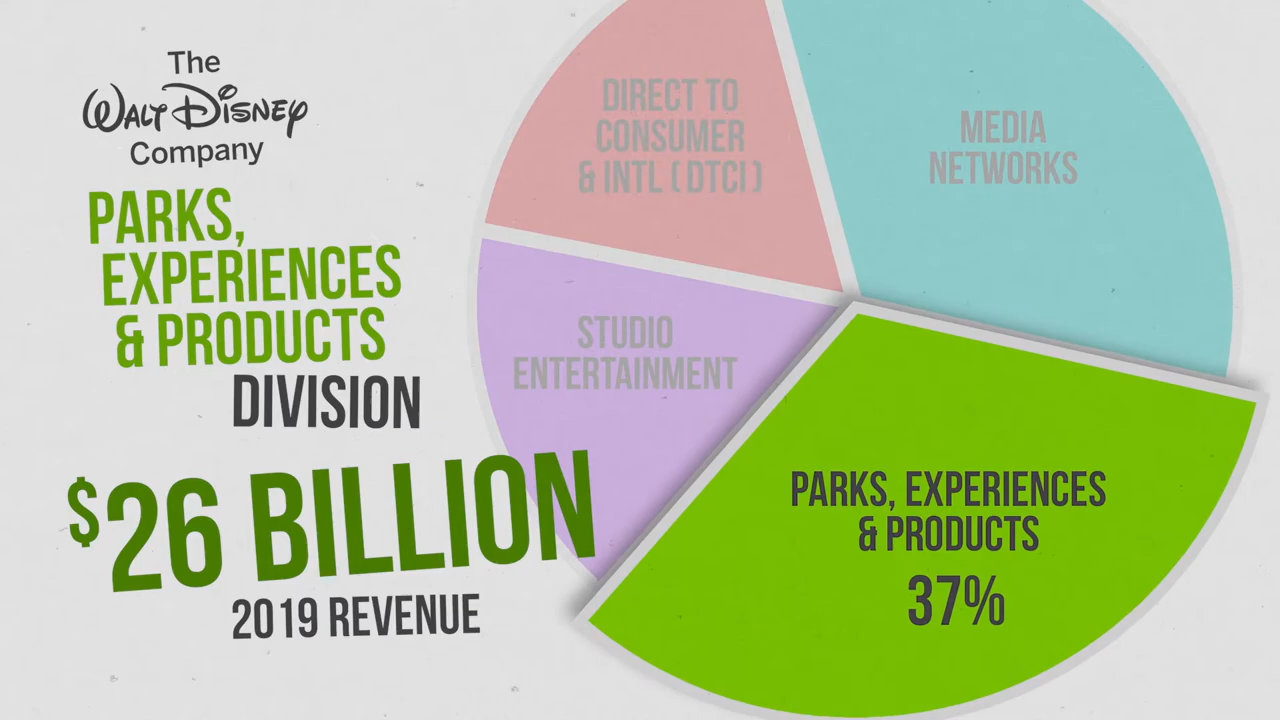 The
WALT DISNEY
Company
PARKS,
EXPERIENCES
& PRODUCTS
DIVISION
$26 BILLION
2019 REVENUE
DIRECT TO
CONSUMER
& INTL (DTCI)
MEDIA
NETWORKS
STUDIO
ENTERTAINMENT
PARKS, EXPERIENCES
& PRODUCTS
37%